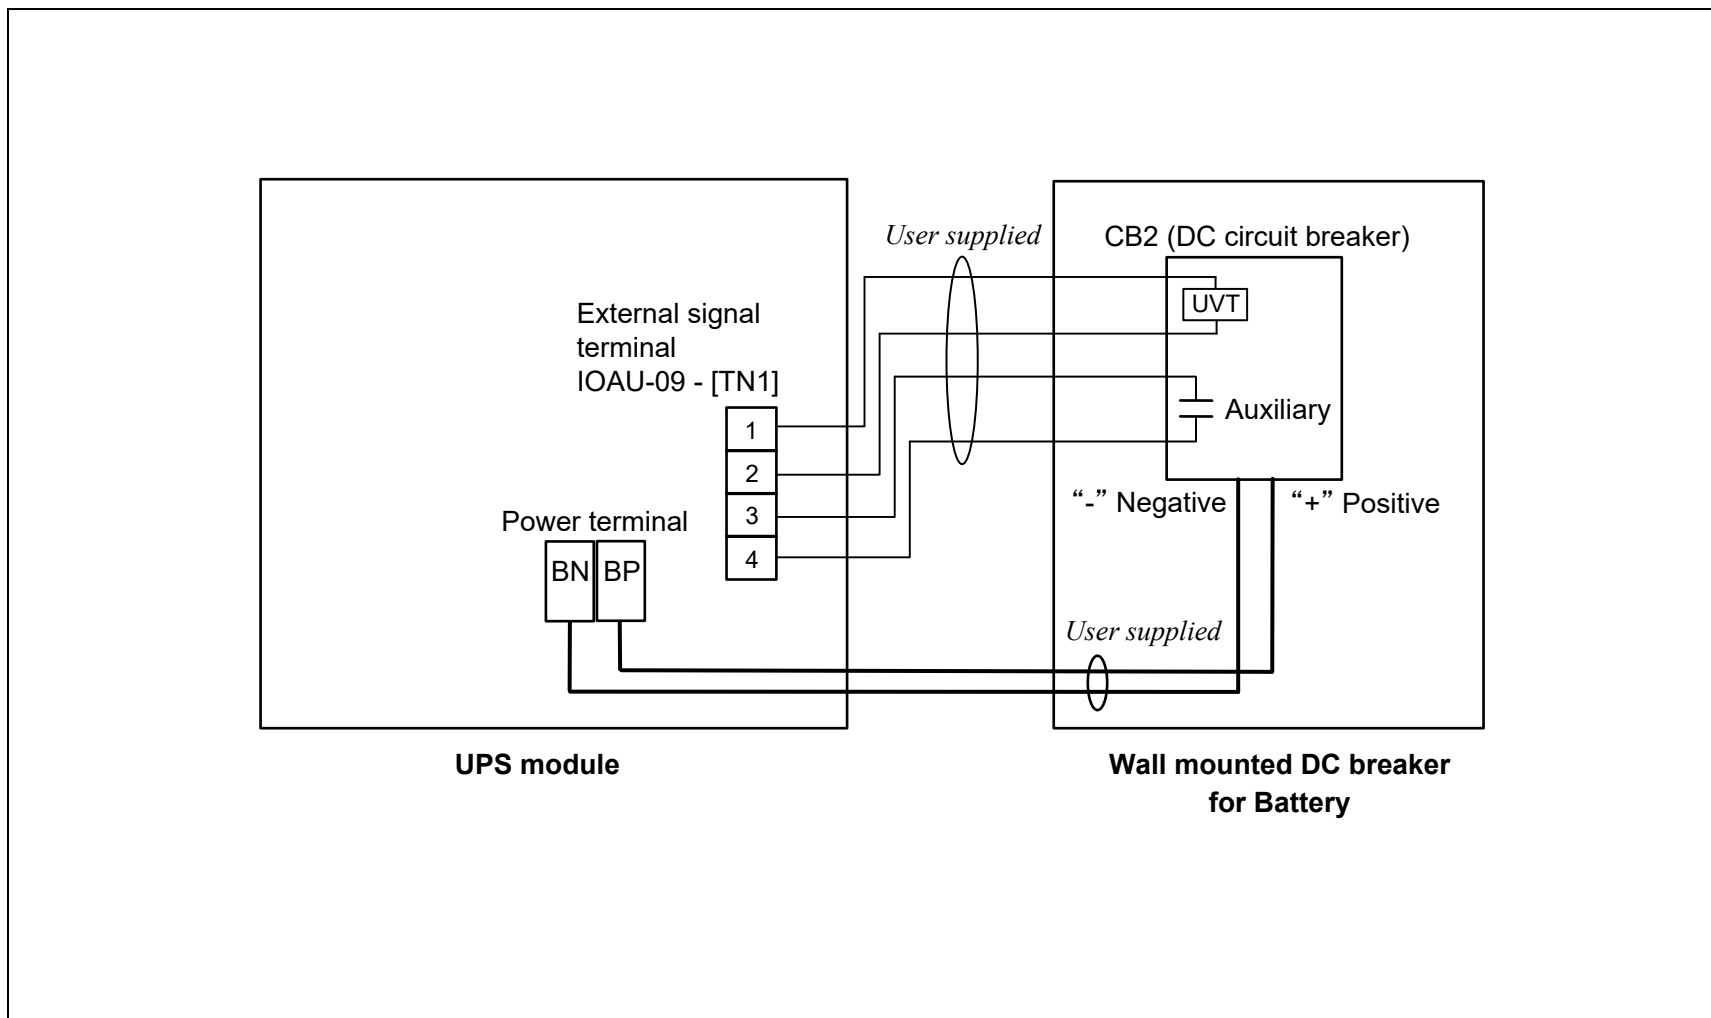 User supplied
CB2 (DC circuit breaker)
UVT
External signal
terminal
IOAU-09 - [TN1]
Auxiliary
1
2
3
4
“-” Negative
“+” Positive
Power terminal
BN
BP
User supplied
UPS module
Wall mounted DC breaker
for Battery